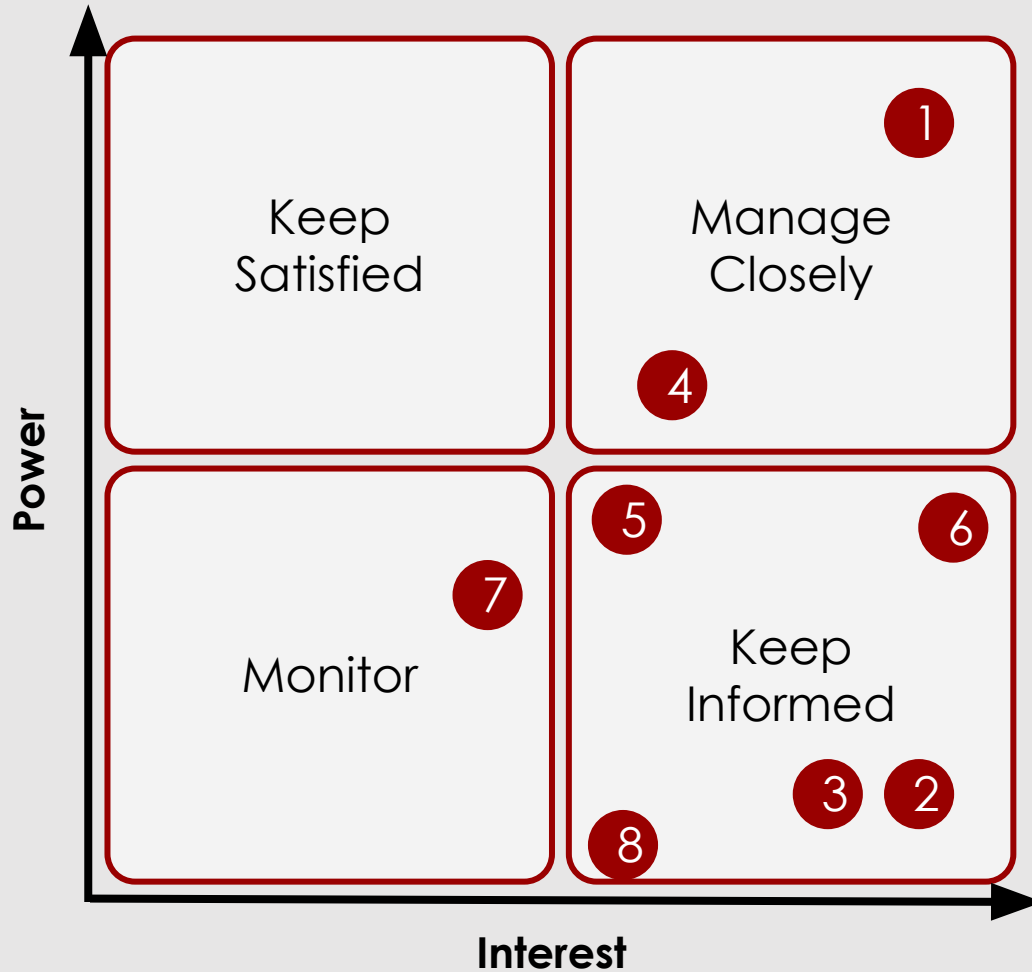 Keep
Satisfied
Manage
Closely
1
4
Power
5
6
7
Monitor
Keep
Informed
3
2
8
Interest